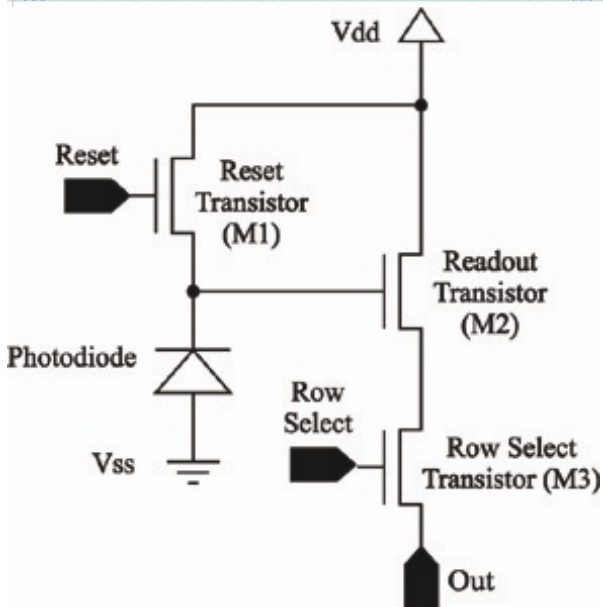 Vdd
Reset
Reset
Transistor
(M1)
Readout
Transistor
(M2)
Photodiode
Row
Select
Vss
Row Select
Transistor (M3)
Out